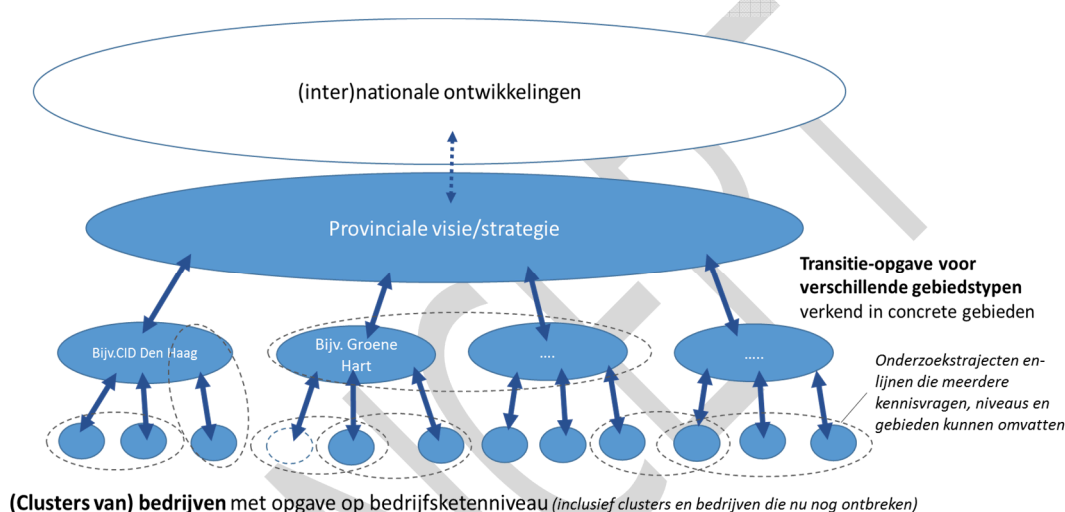 (inter)nationale ontwikkelingen
Provinciale visie/strategie
Transitie-opgave voor
verschillende gebiedstypen
verkend in concrete gebieden
Bijv.CID Den Haag
Bijv. Groene
Hart
....
.....
Onderzoekstrajecten en-
lijnen die meerdere
kennisvragen, niveaus en
gebieden kunnen omvatten
(Clusters van) bedrijven met opgave op bedrijfsketenniveau (inclusief clusters en bedrijven die nu nog ontbreken)